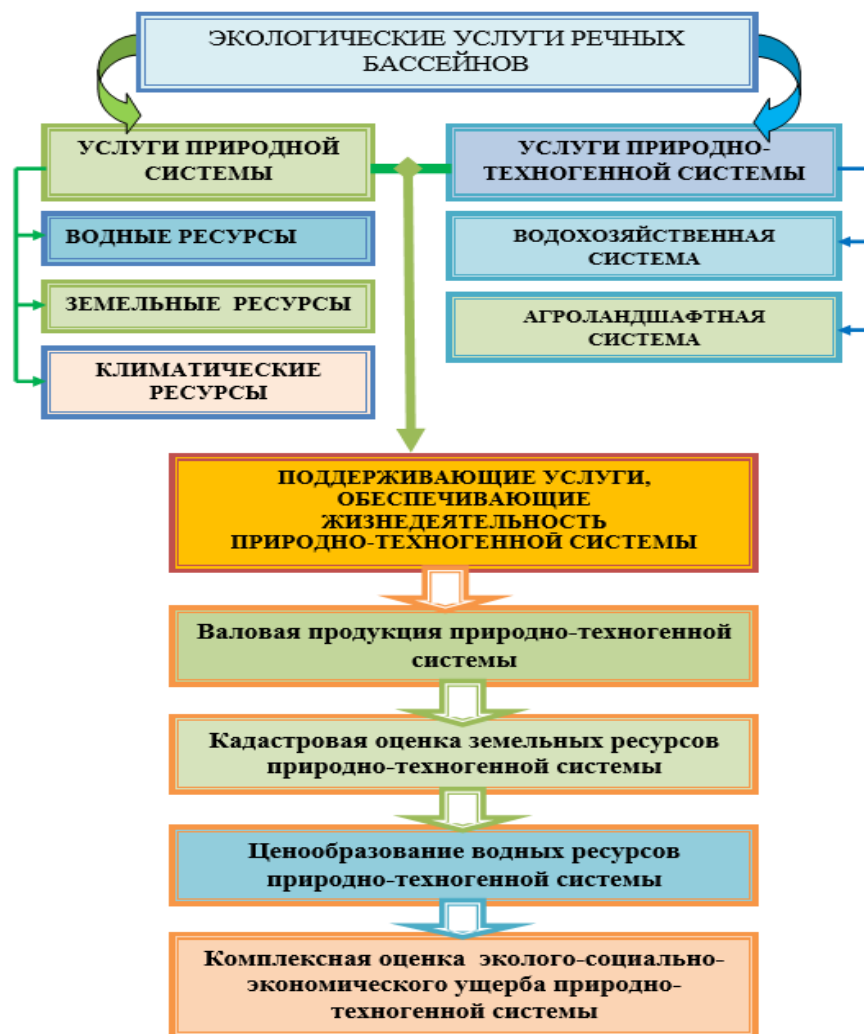 ЭКОЛОГИЧЕСКИЕ УСЛУГИ РЕЧНЫХ
БАССЕЙНОВ
УСЛУГИ ПРИРОДНОЙ
СИСТЕМЫ
ВОДНЫЕ РЕСУРСЫ
ЗЕМЕЛЬНЫЕ РЕСУРСЫ
КЛИМАТИЧЕСКИЕ
РЕСУРСЫ
УСЛУГИ ПРИРОДНО-
ТЕХНОГЕННОЙ СИСТЕМЫ
ВОДОХОЗЯЙСТВЕННАЯ
СИСТЕМА
АГРОЛАНДШАФТНАЯ
СИСТЕМА
ПОДДЕРЖИВАЮЩИЕ УСЛУГИ,
ОБЕСПЕЧИВАЮЩИЕ
ЖИЗНЕДЕЯТЕЛЬНОСТЬ
ПРИРОДНО-ТЕХНОГЕННОЙ СИСТЕМЫ
Валовая продукция природно-техногенной
системы
Кадастровая оценка земельных ресурсов
природно-техногенной системы
Ценообразование водных ресурсов
природно-техногенной системы
Комплексная оценка эколого-социально-
экономического ущерба природно-
техногенной системы